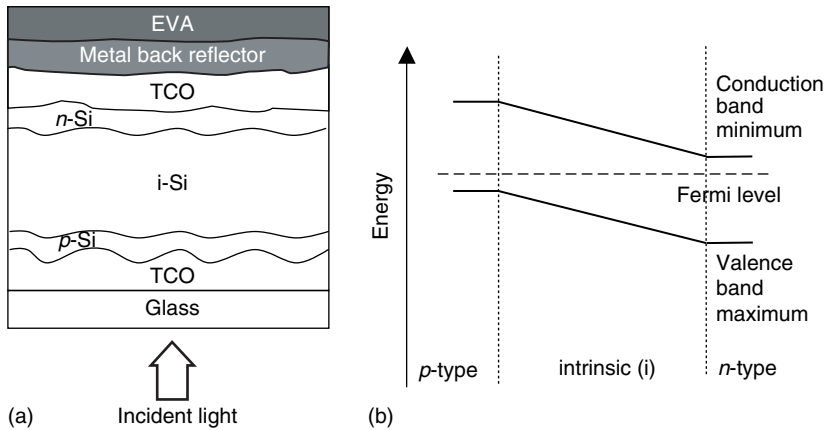 EVA
Metal back reflector
TCO
n-Si
i-Si
p-Si
TCO
Glass
(a)
Incident light
Energy
Conduction
band
minimum
Fermi level
Valence
band
maximum
p-type
intrinsic (i)
n-type
(b)